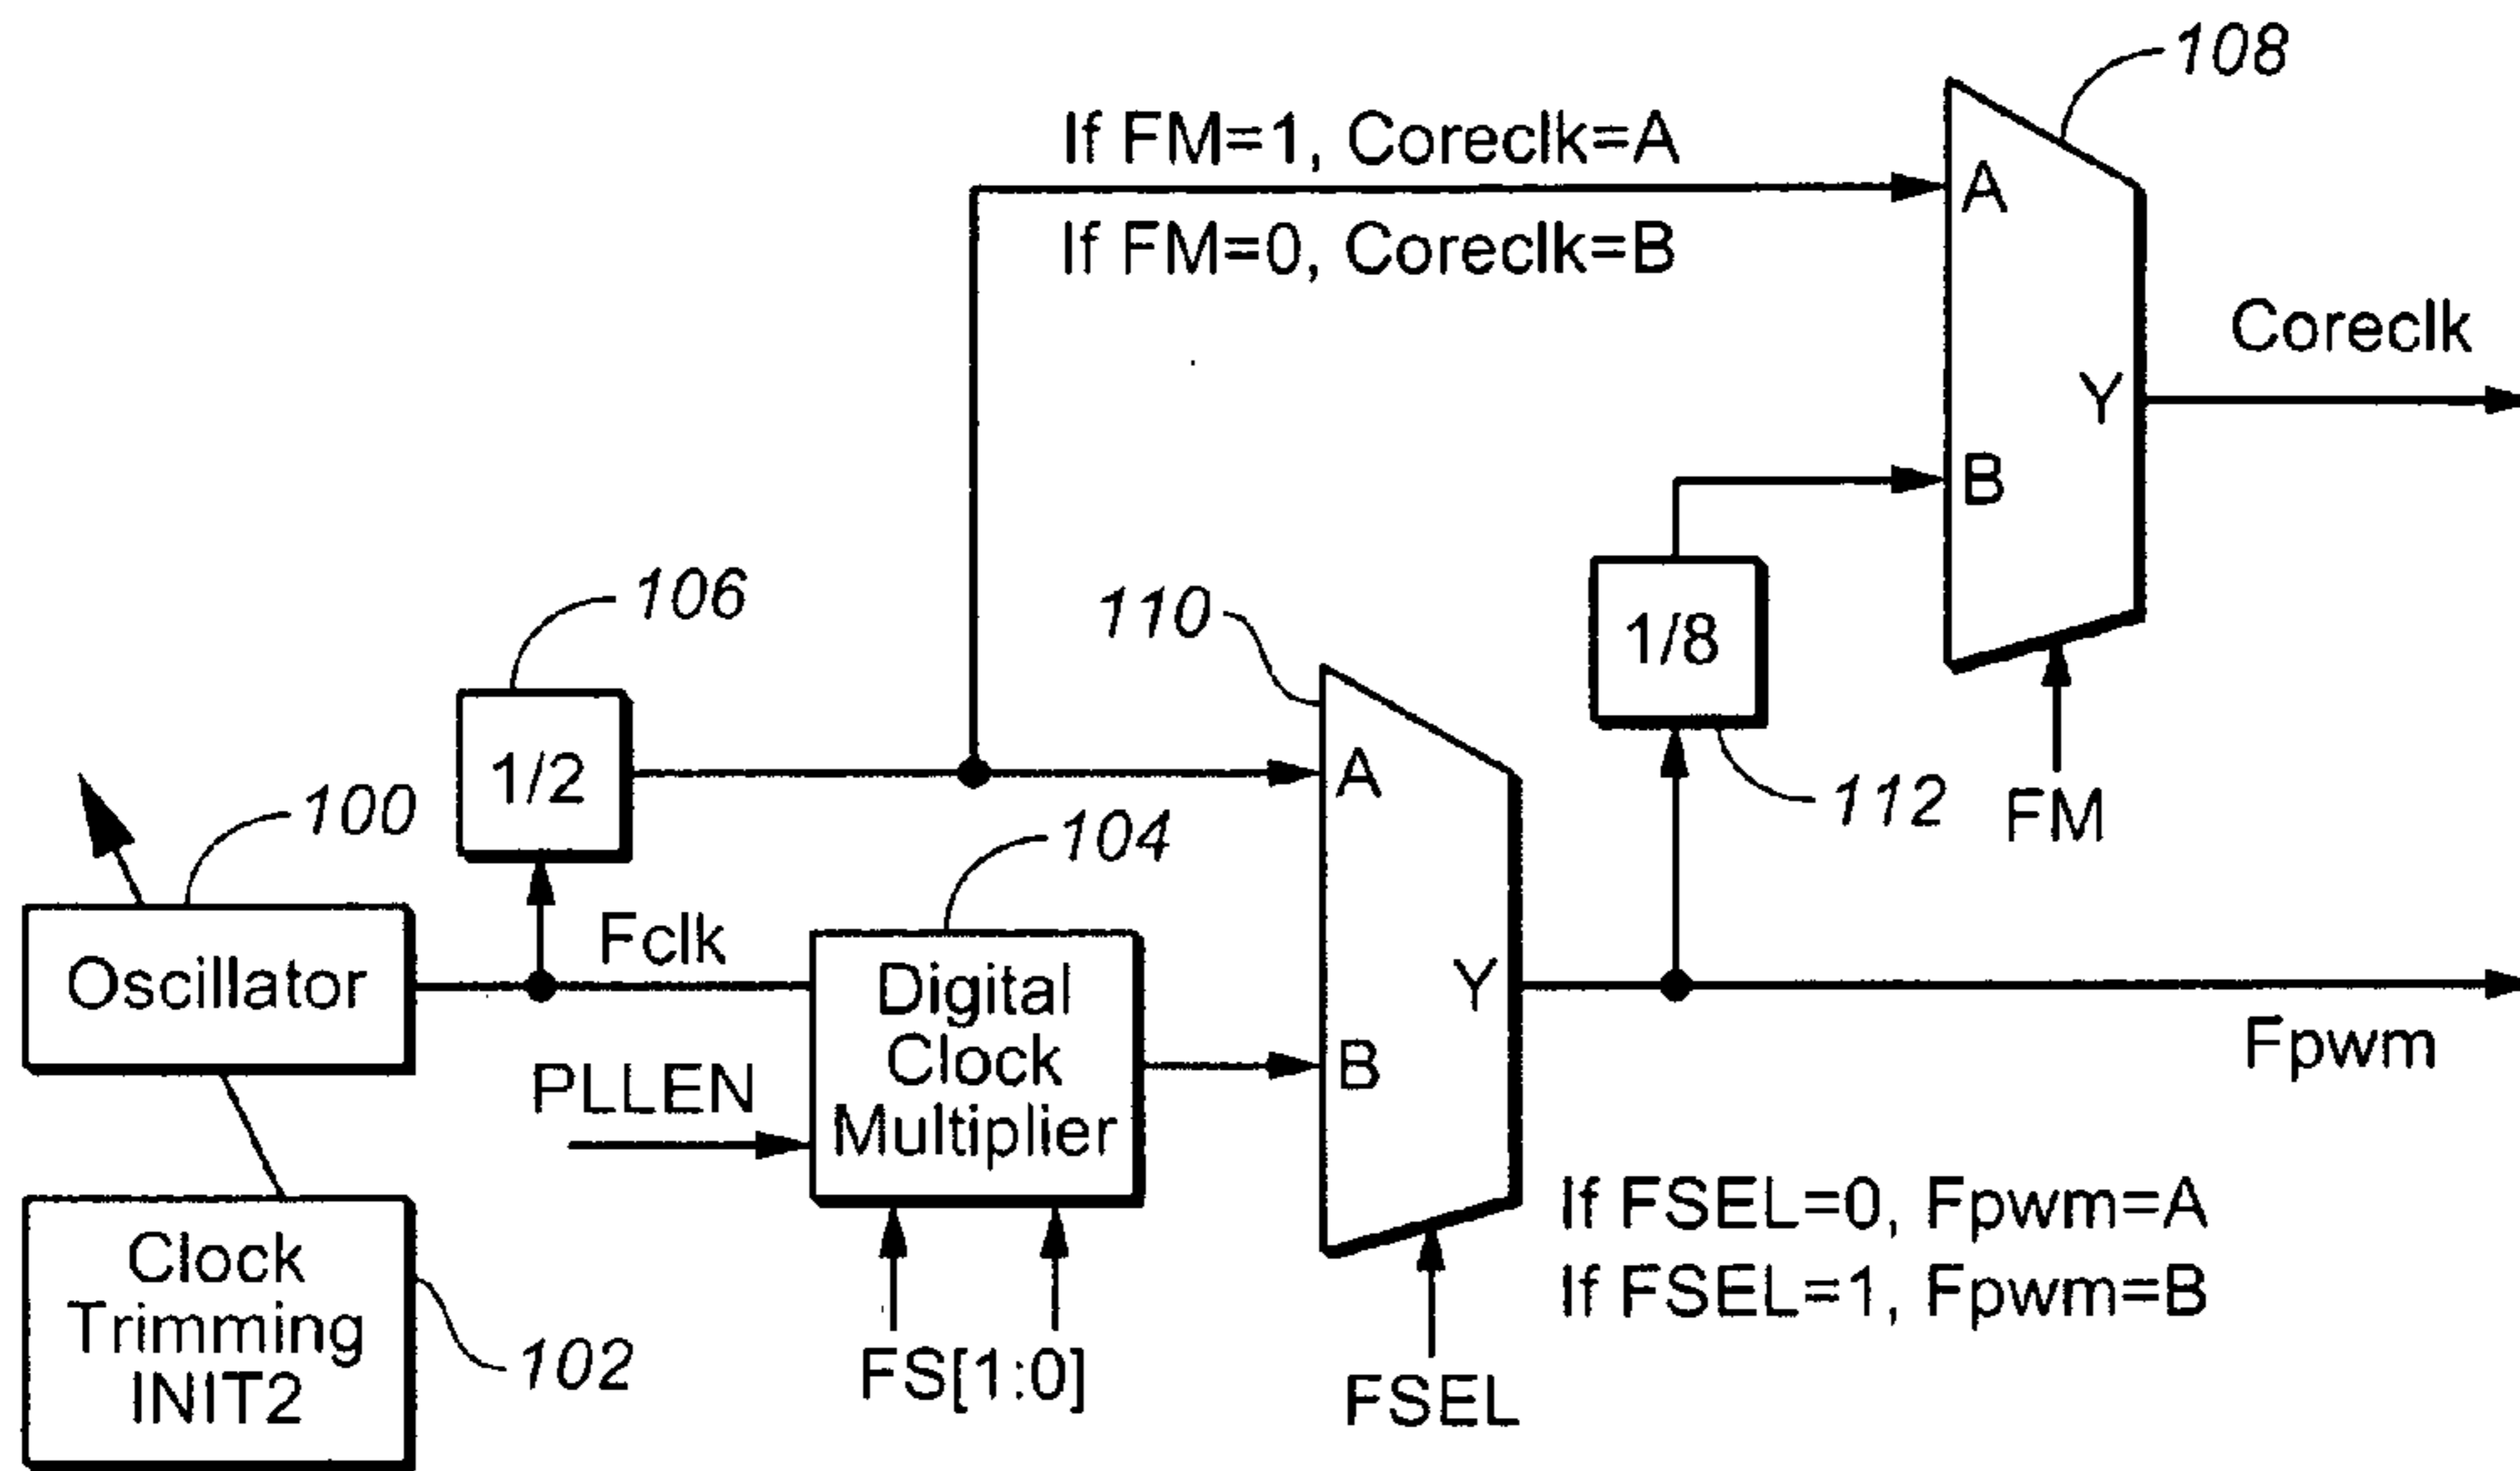 108
If FM=1, Coreclk=A
A
If FM=0, Coreclk=B
Coreclk
Y
B
106
110
1/8
1/2
A
112
FM
100
104
Fclk
Oscillator
Digital
Clock
Multiplier
Y
Fpwm
PLLEN
B
If FSEL=0, Fpwm=A
If FSEL=1, Fpwm=B
Clock
Trimming
INIT2
102
FS[1:0]
FSEL